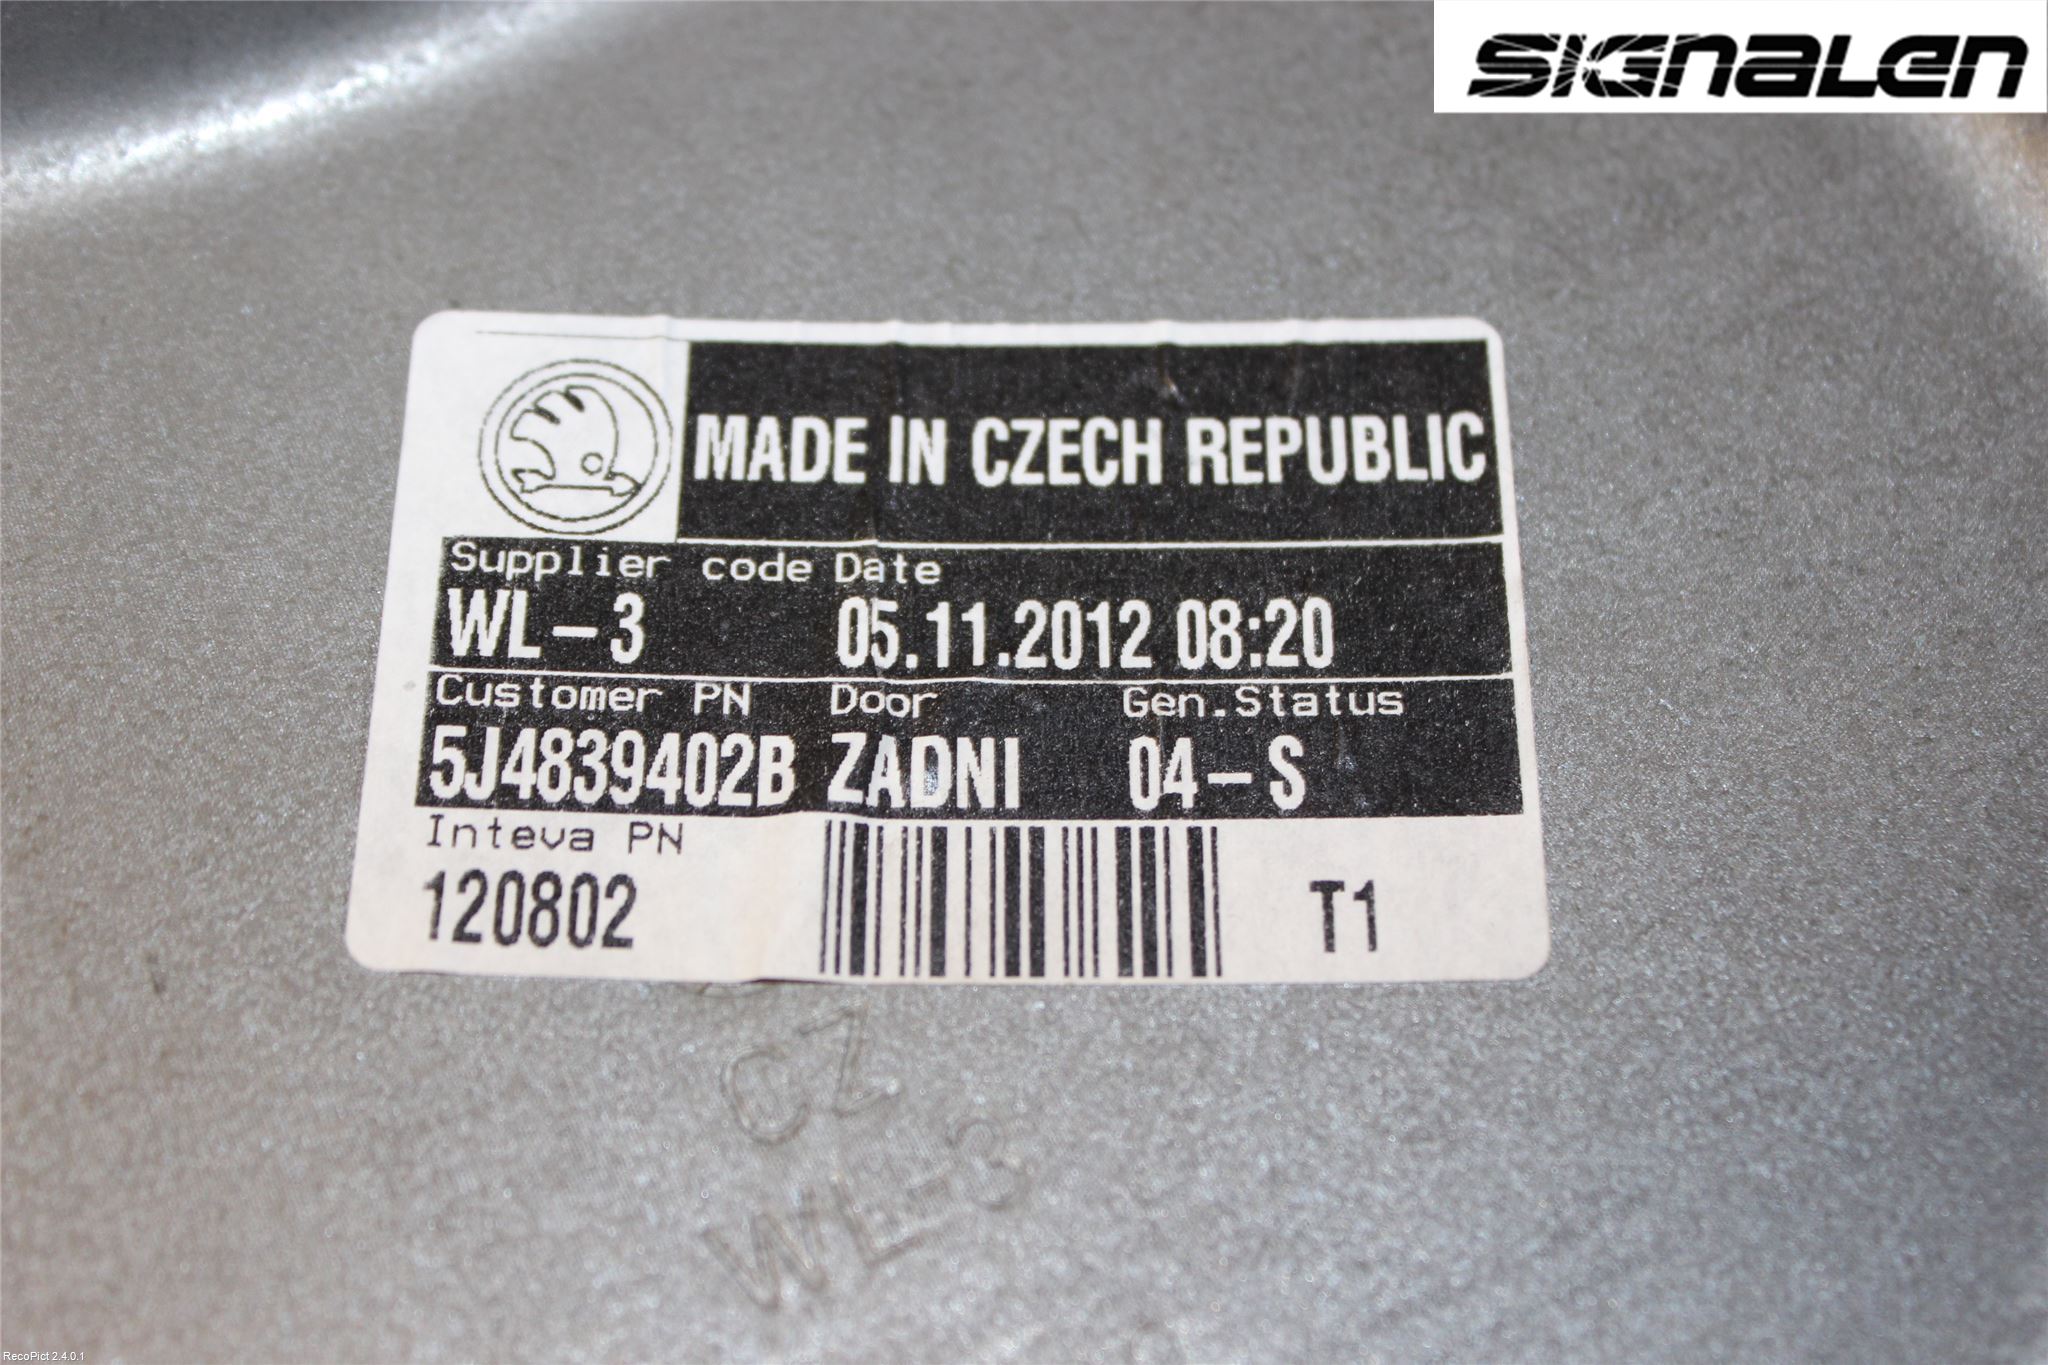 SIGNALEN
MADE IN CZECH REPUBLIC
Supplier code Date
WL-3 05.11.2012 08:20
Customer PN Door Gen.Status
5J4839402B ZADNI 04-S
Inteva PN
120802 T1
CZ
WL-3
RecoPict 2.4.0.1